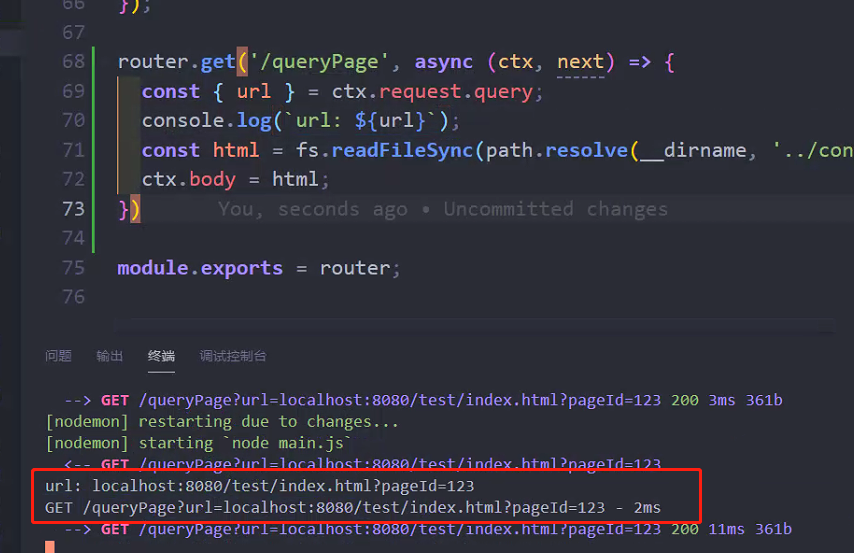 66 });
67
68 router.get('/queryPage', async (ctx, next) => {
69 const { url } = ctx.request.query;
70 console.log(`url: ${url}`);
71 const html = fs.readFileSync(path.resolve(__dirname, '../con
72 ctx.body = html;
73 }) You, seconds ago • Uncommitted changes
74
75 module.exports = router;
76
问题 输出 终端 调试控制台
--> GET /queryPage?url=localhost:8080/test/index.html?pageId=123 200 3ms 361b
[nodemon] restarting due to changes...
[nodemon] starting `node main.js`
<-- GET /queryPage?url=localhost:8080/test/index.html?pageId=123
url: localhost:8080/test/index.html?pageId=123
GET /queryPage?url=localhost:8080/test/index.html?pageId=123 - 2ms
--> GET /queryPage?url=localhost:8080/test/index.html?pageId=123 200 11ms 361b